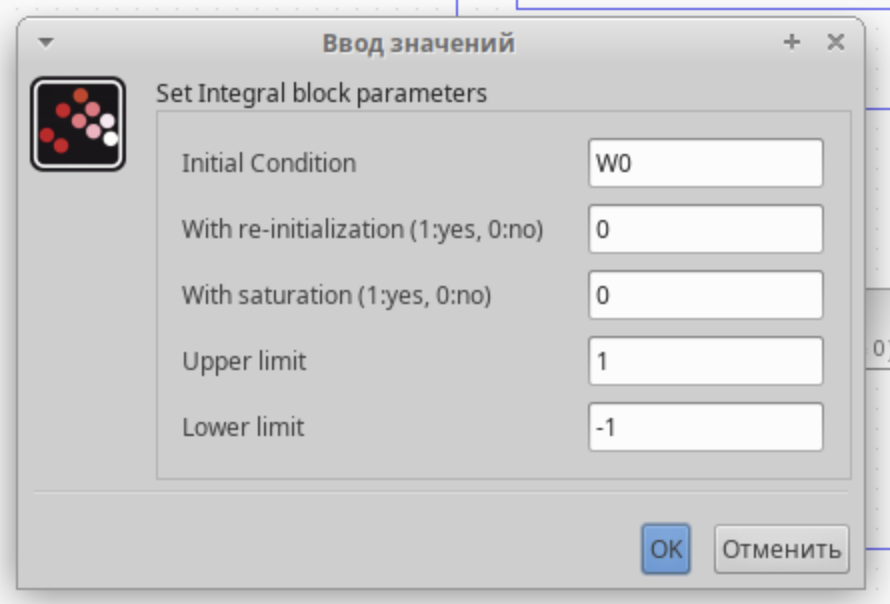 Ввод значений
Set Integral block parameters
Initial Condition W0
With re-initialization (1:yes, 0:no) 0
With saturation (1:yes, 0:no) 0
Upper limit 1
Lower limit -1
0)
OK Отменить